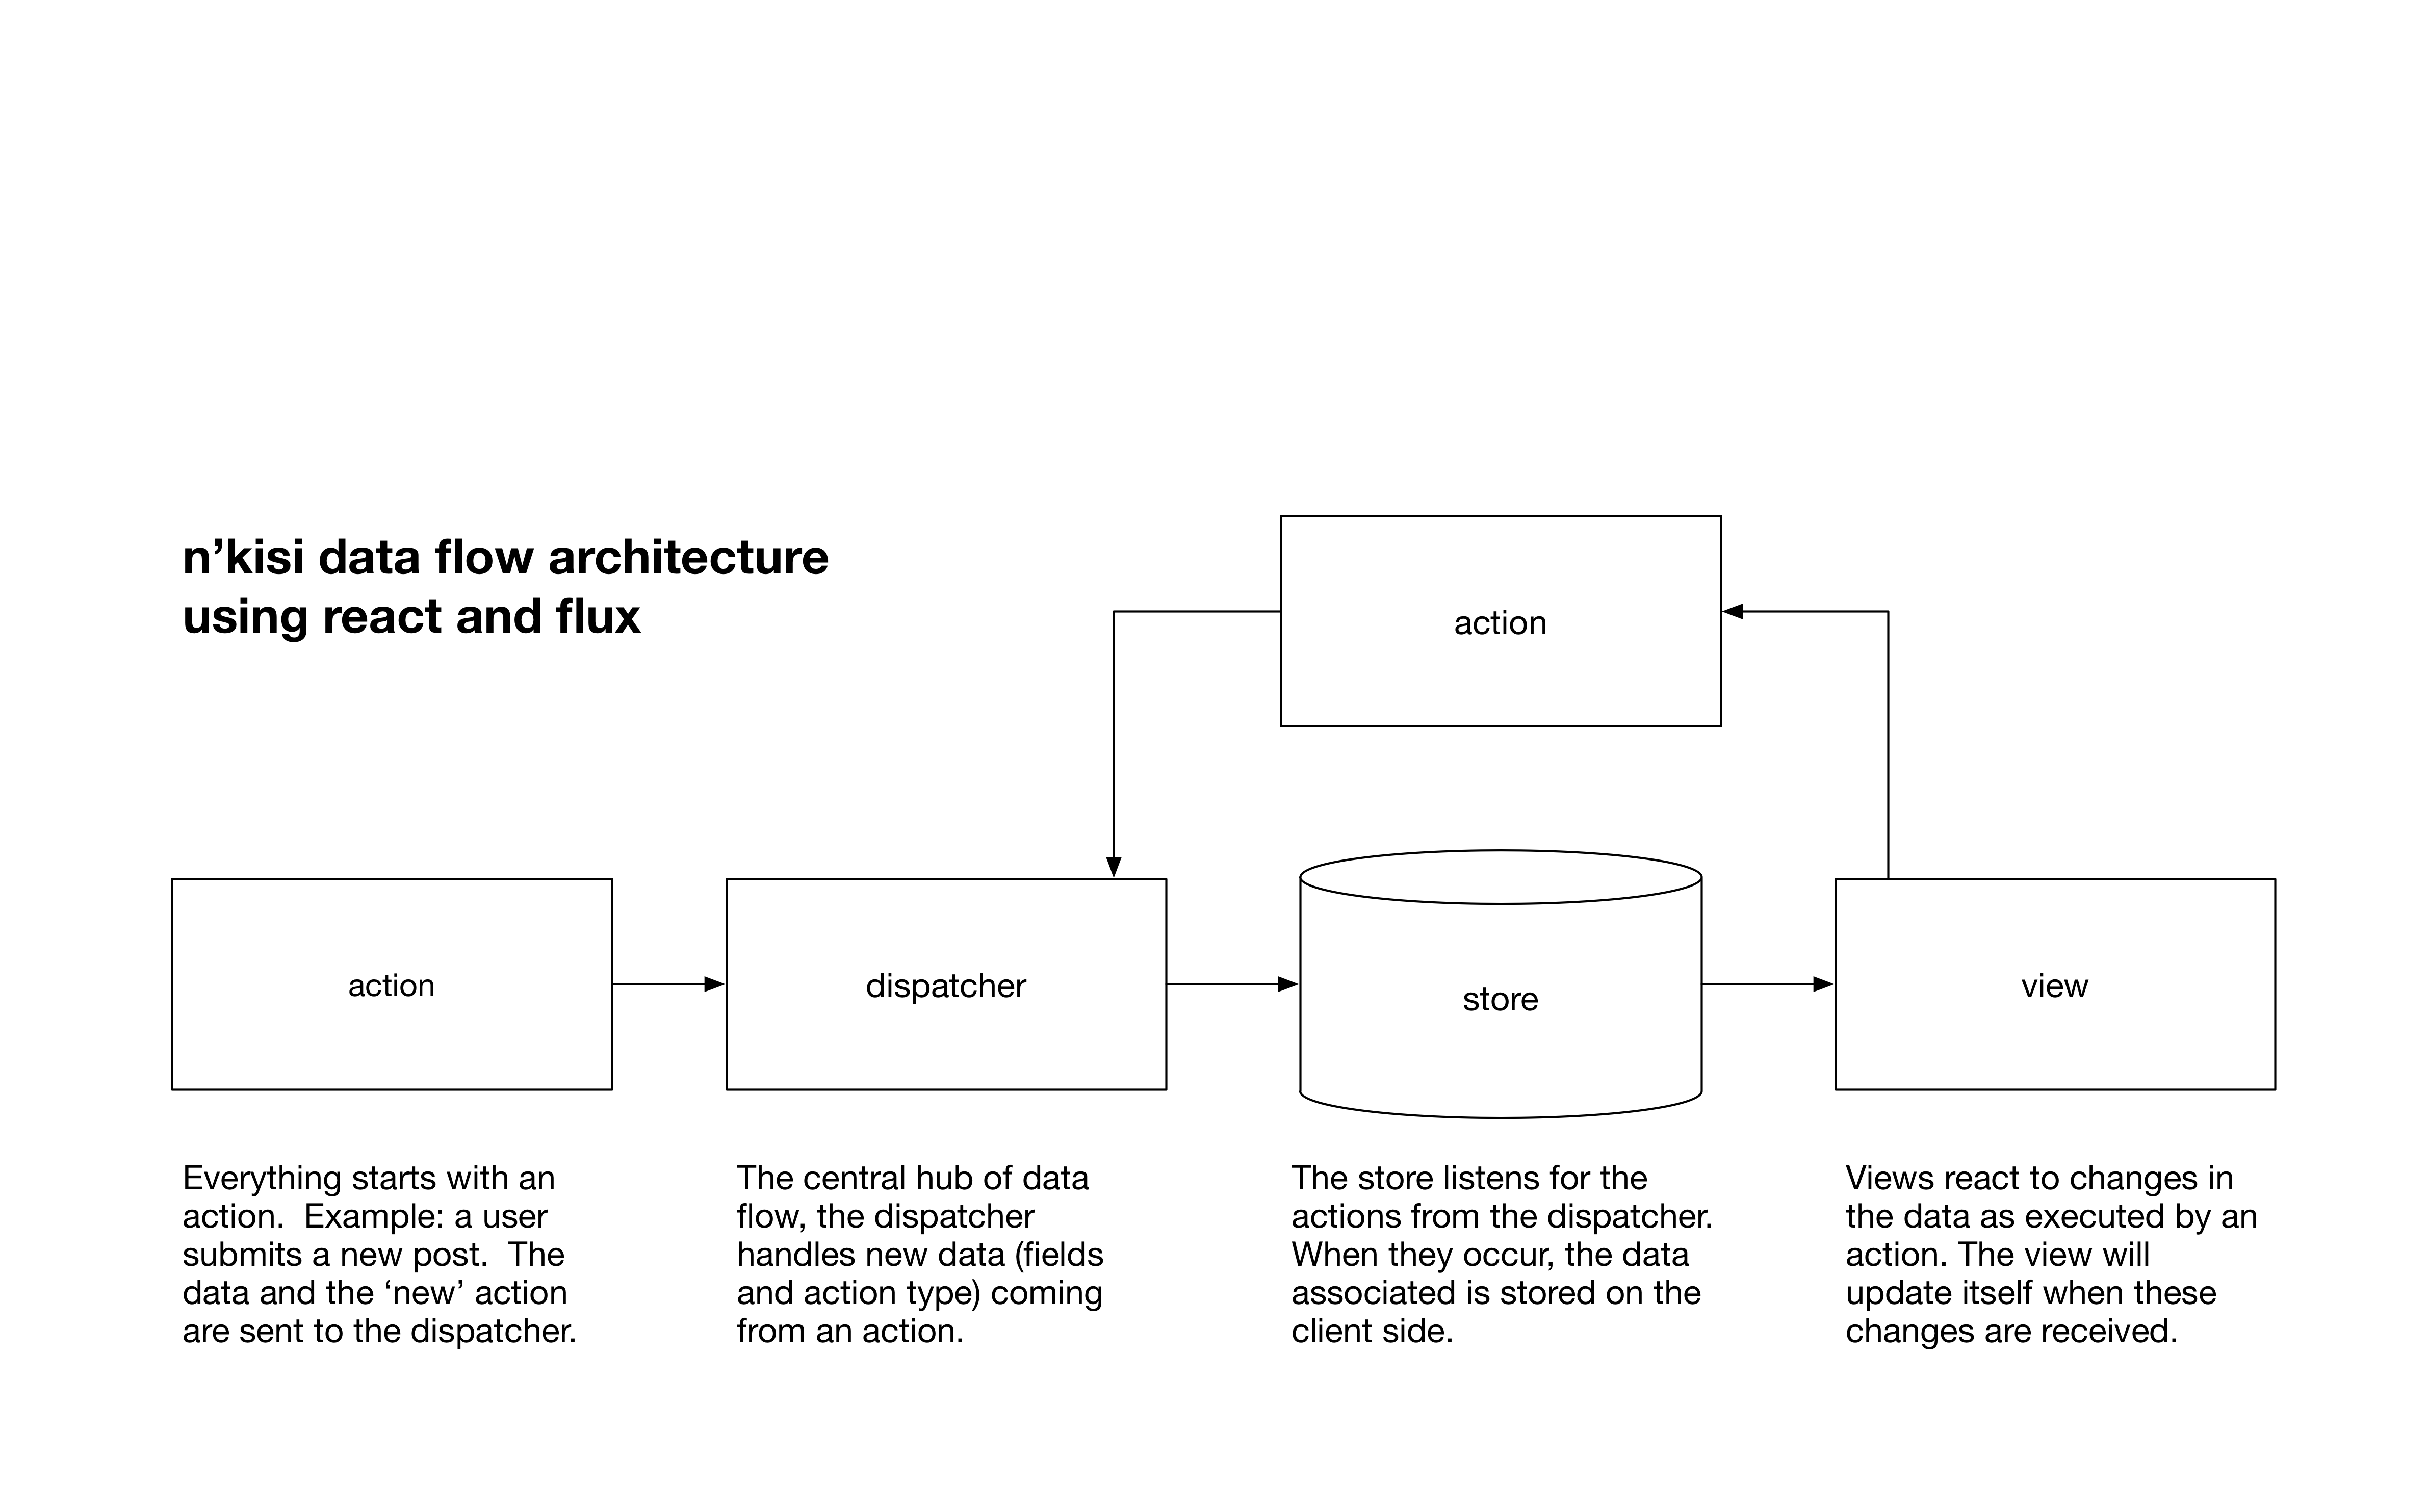 n’kisi data flow architecture
using react and flux
action
action
dispatcher
store
view
Everything starts with an
action.  Example: a user
submits a new post.  The
data and the ‘new’ action
are sent to the dispatcher.
The central hub of data
flow, the dispatcher
handles new data (fields
and action type) coming
from an action.
The store listens for the
actions from the dispatcher.
When they occur, the data
associated is stored on the
client side.
Views react to changes in
the data as executed by an
action. The view will
update itself when these
changes are received.